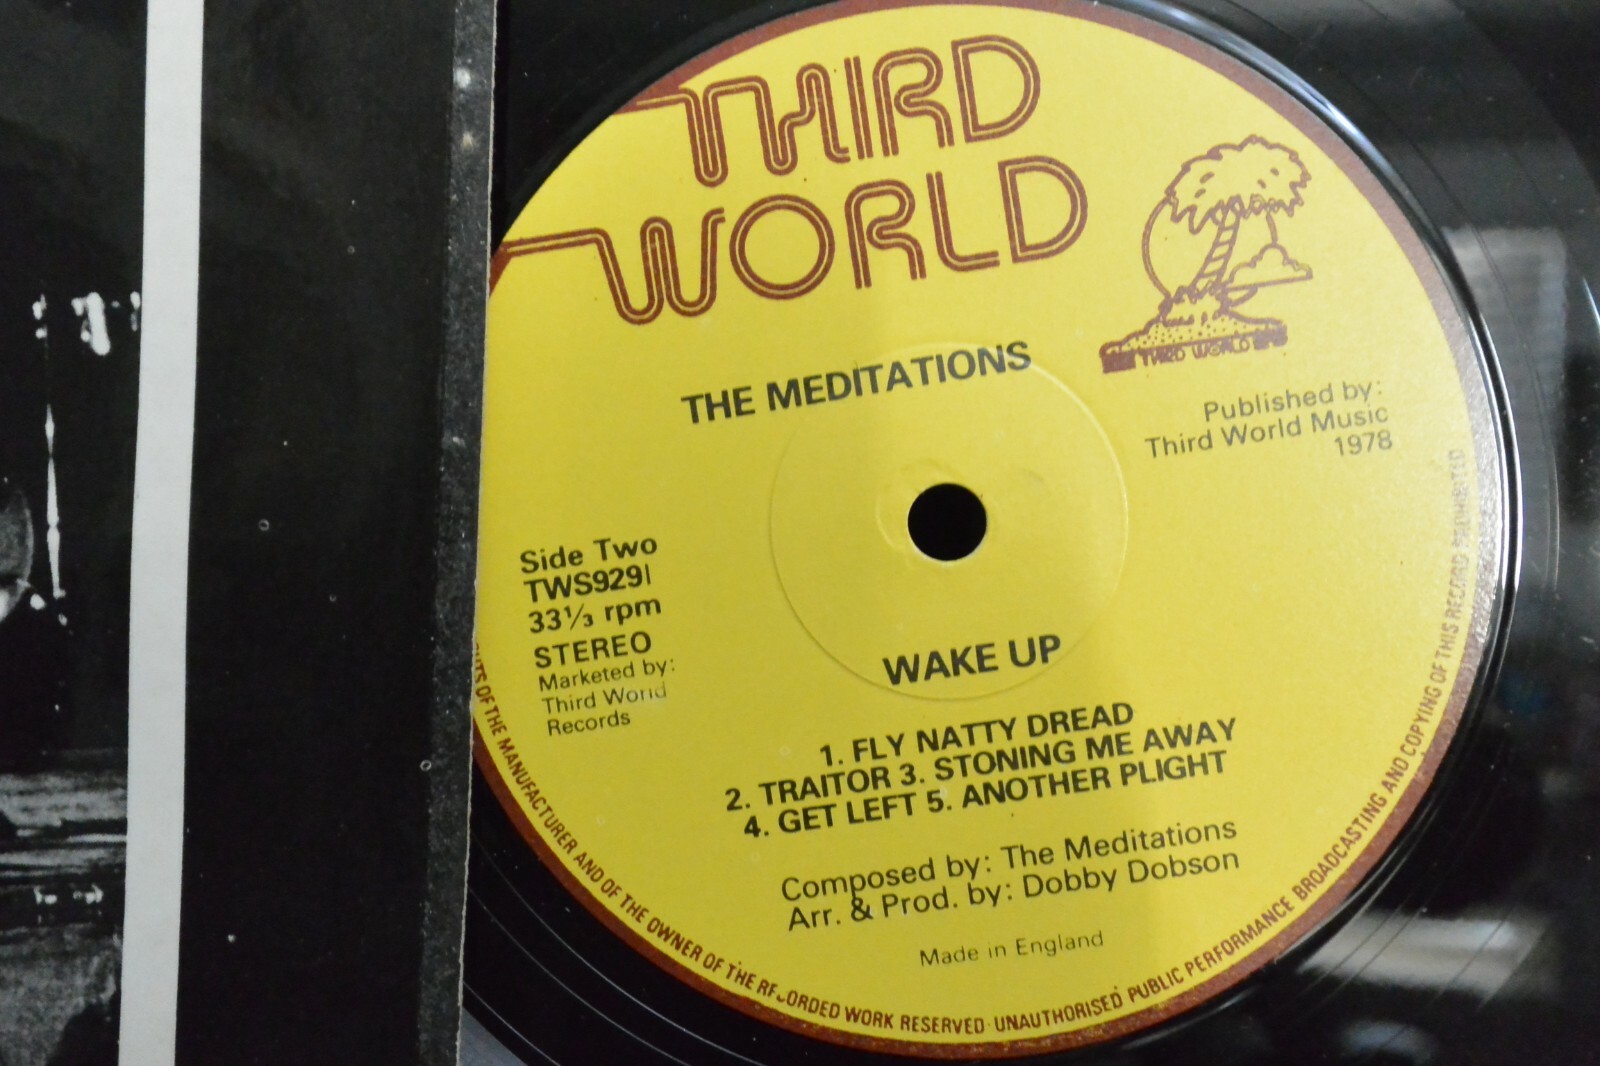 THIRD
WORLD
THIRD WORLD
THE MEDITATIONS
Published by:
Third World Music
1978
Side Two
TWS9291
33⅓ rpm
STEREO
Marketed by:
Third World
Records
WAKE UP
1. FLY NATTY DREAD
2. TRAITOR 3. STONING ME AWAY
4. GET LEFT 5. ANOTHER PLIGHT
Composed by: The Meditations
Arr. & Prod. by: Dobby Dobson
Made in England
OF THE MANUFACTURER AND OF THE OWNER OF THE RECORDED WORK RESERVED · UNAUTHORISED PUBLIC PERFORMANCE BROADCASTING AND COPYING OF THIS RECORD PROHIBITED